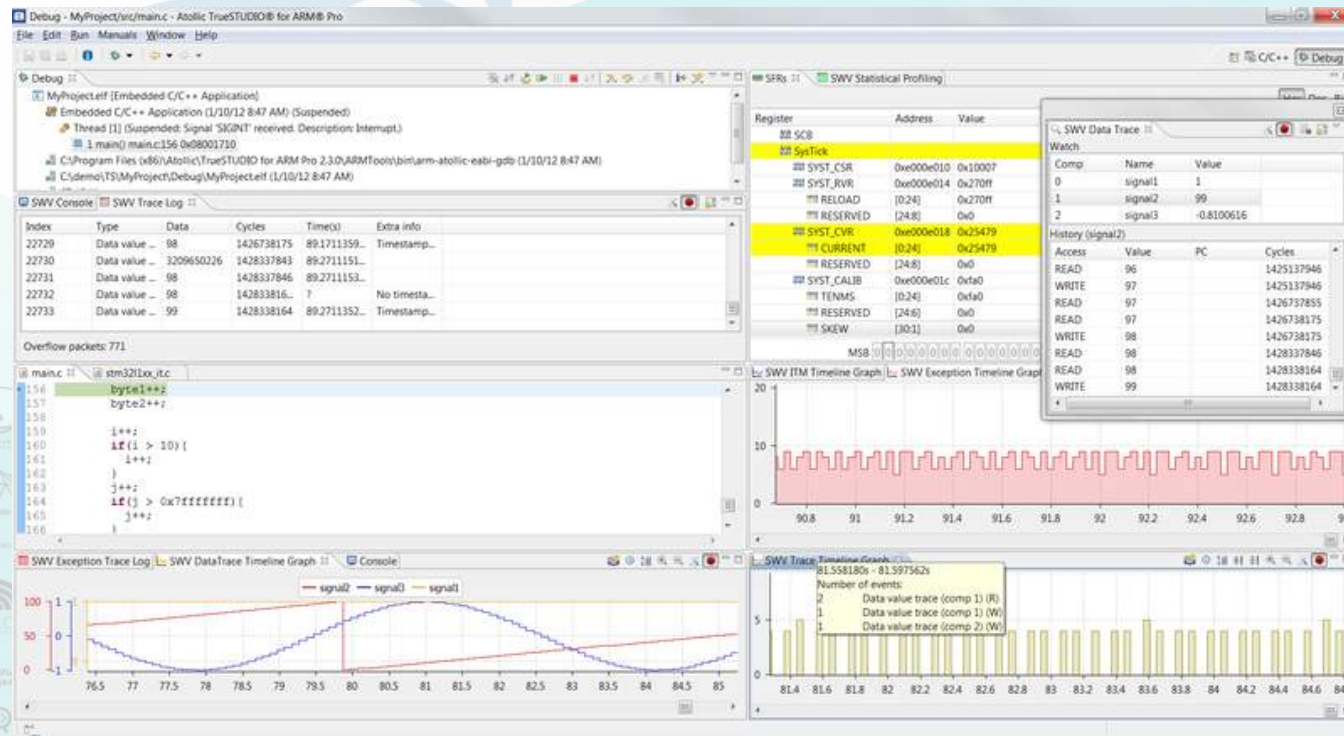 Debug - MyProject/src/main.c - Atollic TrueSTUDIO® for ARM® Pro
File Edit Run Manuals Window Help
C/C++ Debug
Debug
MyProject.elf [Embedded C/C++ Application]
Embedded C/C++ Application (1/10/12 8:47 AM) (Suspended)
Thread [1] (Suspended: Signal 'SIGINT' received. Description: Interrupt.)
1 main() main.c:156 0x08001710
C:\Program Files (x86)\Atollic\TrueSTUDIO for ARM Pro 2.3.0\ARMTools\bin\arm-atollic-eabi-gdb (1/10/12 8:47 AM)
C:\demo\TS\MyProject\Debug\MyProject.elf (1/10/12 8:47 AM)
SWV Console SWV Trace Log
Index Type Data Cycles Time(s) Extra info
22729 Data value ... 98 1426738175 89.1711359... Timestamp...
22730 Data value ... 3209650226 1428337843 89.2711151...
22731 Data value ... 98 1428337846 89.2711153...
22732 Data value ... 98 142833816... ? No timesta...
22733 Data value ... 99 1428338164 89.2711352... Timestamp...
Overflow packets: 771
SFRs SWV Statistical Profiling
Register Address Value
SCB
SysTick
SYST_CSR 0xe000e010 0x10007
SYST_RVR 0xe000e014 0x270ff
RELOAD [0:24] 0x270ff
RESERVED [24:8] 0x0
SYST_CVR 0xe000e018 0x25479
CURRENT [0:24] 0x25479
RESERVED [24:8] 0x0
SYST_CALIB 0xe000e01c 0xfa0
TENMS [0:24] 0xfa0
RESERVED [24:6] 0x0
SKEW [30:1] 0x0
MSB
SWV Data Trace
Watch
Comp Name Value
0 signal1 1
1 signal2 99
2 signal3 -0.8100616
History (signal2)
Access Value PC Cycles
READ 96 1425137946
WRITE 97 1425137946
READ 97 1426737855
READ 97 1426738175
WRITE 98 1426738175
READ 98 1428337846
READ 98 1428338164
WRITE 99 1428338164
main.c stm32l1xx_it.c
156 byte1++;
157 byte2++;
158
159 i++;
160 if(i > 10){
161 i++;
162 }
163 j++;
164 if(j > 0x7fffffff){
165 j++;
166 }
SWV ITM Timeline Graph SWV Exception Timeline Grap
20
10
0
90.8 91 91.2 91.4 91.6 91.8 92 92.2 92.4 92.6 92.8
SWV Exception Trace Log SWV DataTrace Timeline Graph Console
signal2 signal3 signal1
100 1
50 0
0 -1
76.5 77 77.5 78 78.5 79 79.5 80 80.5 81 81.5 82 82.5 83 83.5 84 84.5 85
SWV Trace Timeline Graph
81.558180s - 81.597562s
Number of events:
2 Data value trace (comp 1) (R)
1 Data value trace (comp 1) (W)
1 Data value trace (comp 2) (W)
5
0
81.4 81.6 81.8 82 82.2 82.4 82.6 82.8 83 83.2 83.4 83.6 83.8 84 84.2 84.4 84.6